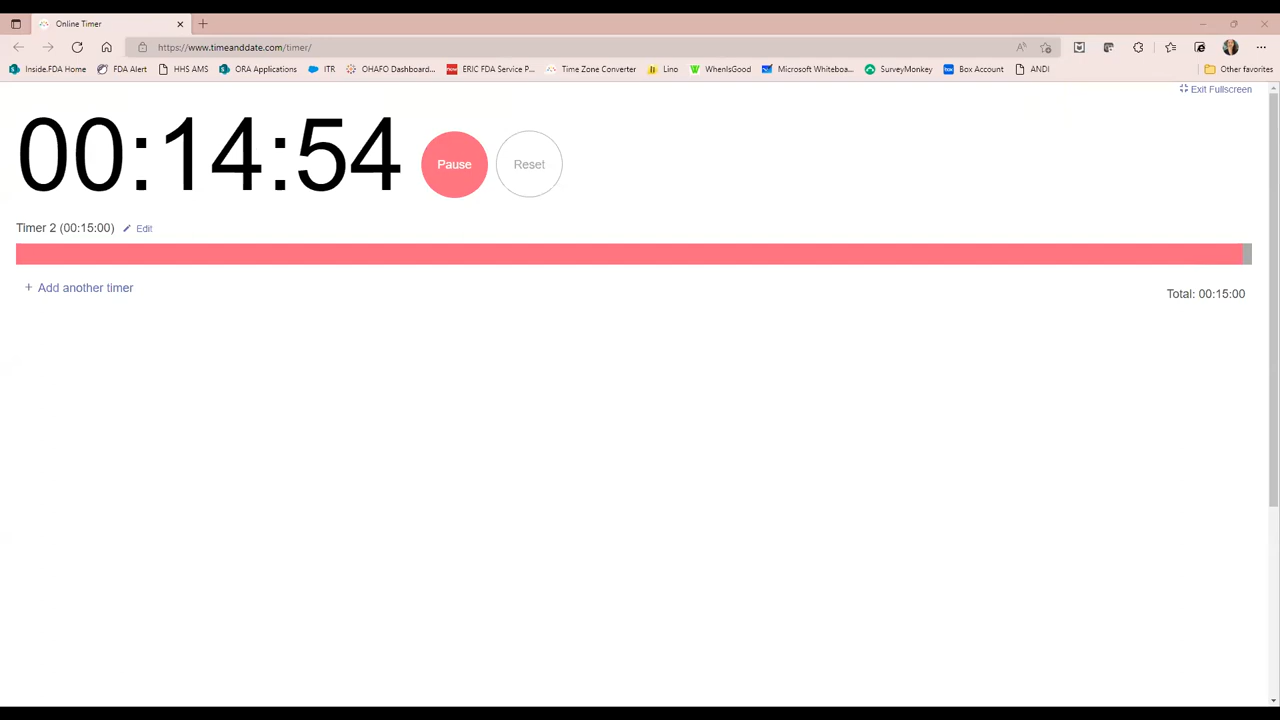 Online Timer
https://www.timeanddate.com/timer/
Inside.FDA Home FDA Alert HHS AMS ORA Applications ITR OHAFO Dashboard... ERIC FDA Service P... Time Zone Converter Lino WhenIsGood Microsoft Whiteboa... SurveyMonkey Box Account ANDI Other favorites
Exit Fullscreen
00:14:54 Pause Reset
Timer 2 (00:15:00) Edit
+ Add another timer
Total: 00:15:00